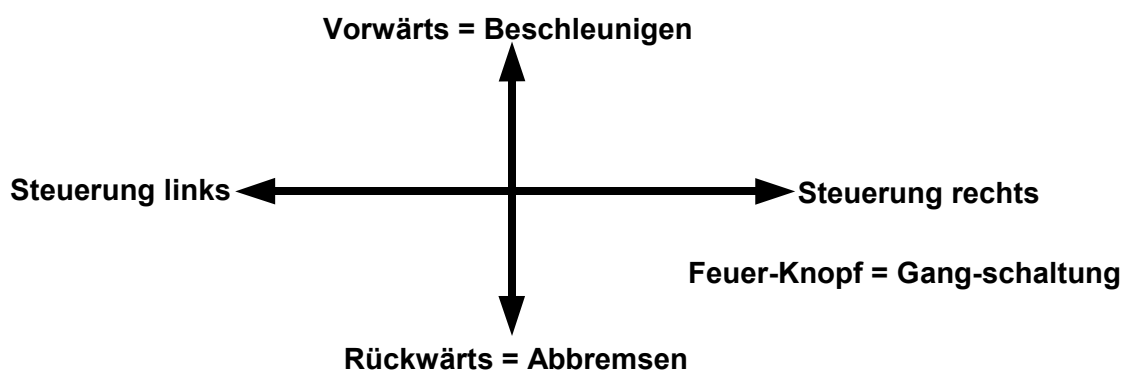 Vorwärts = Beschleunigen
Steuerung links
Steuerung rechts
Feuer-Knopf = Gang-schaltung
Rückwärts = Abbremsen